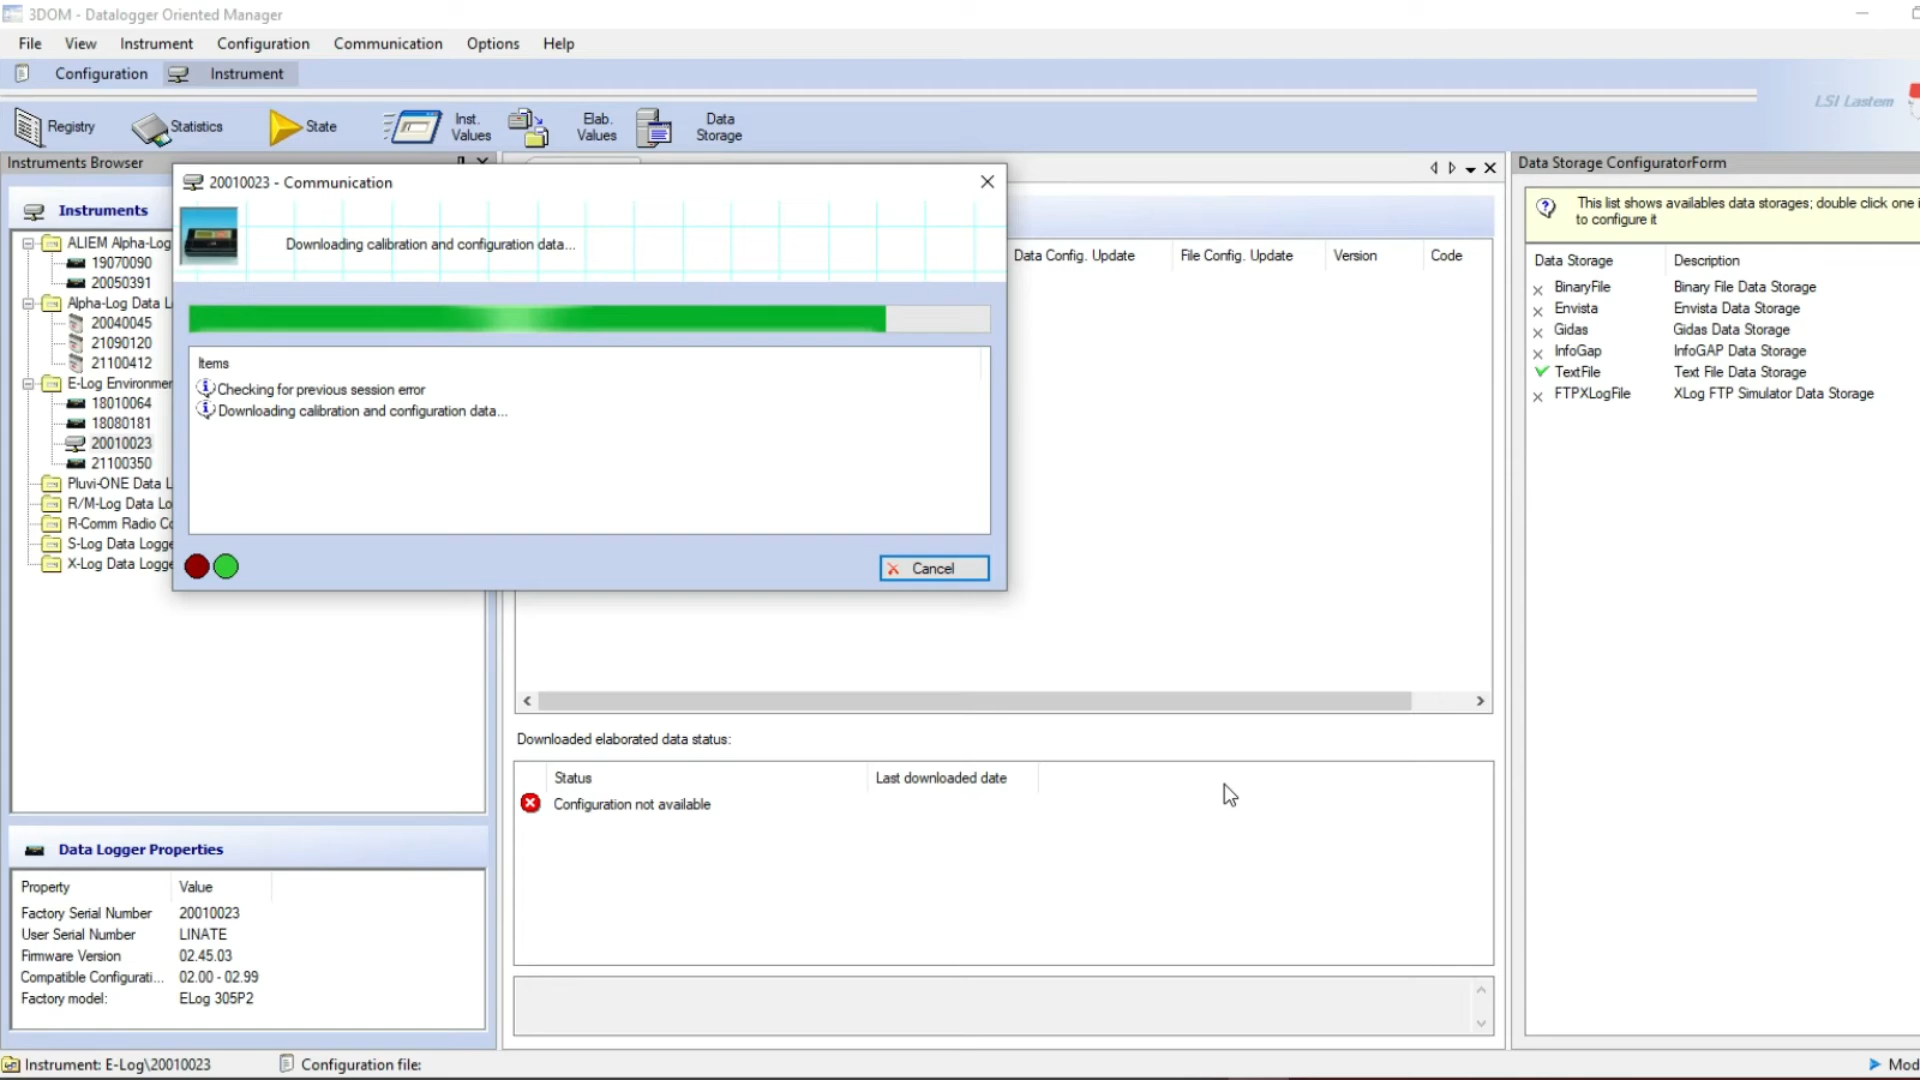 3DOM - Datalogger Oriented Manager
File View Instrument Configuration Communication Options Help
Configuration Instrument
LSI Lastem
Registry Statistics State Inst. Values Elab. Values Data Storage
Instruments Browser
Instruments
ALIEM Alpha-Log
19070090
20050391
Alpha-Log Data L
20040045
21090120
21100412
E-Log Environmer
18010064
18080181
20010023
21100350
Pluvi-ONE Data L
R/M-Log Data Lo
R-Comm Radio Co
S-Log Data Logge
X-Log Data Logge
20010023 - Communication
Downloading calibration and configuration data...
Items
Checking for previous session error
Downloading calibration and configuration data...
Cancel
Data Config. Update File Config. Update Version Code
Downloaded elaborated data status:
Status Last downloaded date
Configuration not available
Data Storage ConfiguratorForm
This list shows availables data storages; double click one i
to configure it
Data Storage Description
BinaryFile Binary File Data Storage
Envista Envista Data Storage
Gidas Gidas Data Storage
InfoGap InfoGAP Data Storage
TextFile Text File Data Storage
FTPXLogFile XLog FTP Simulator Data Storage
Data Logger Properties
Property Value
Factory Serial Number 20010023
User Serial Number LINATE
Firmware Version 02.45.03
Compatible Configurati... 02.00 - 02.99
Factory model: ELog 305P2
Instrument: E-Log\20010023 Configuration file: Mod